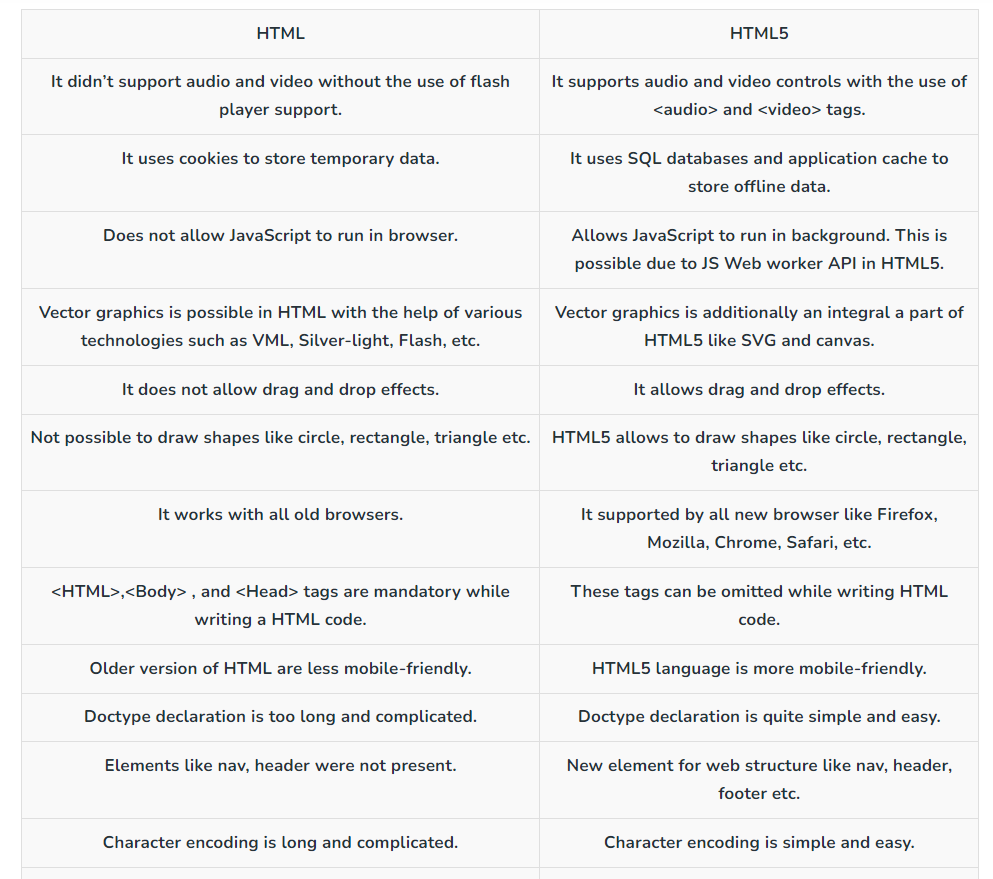 HTML
HTML5
It didn’t support audio and video without the use of flash
player support.
It supports audio and video controls with the use of
<audio> and <video> tags.
It uses cookies to store temporary data.
It uses SQL databases and application cache to
store offline data.
Does not allow JavaScript to run in browser.
Allows JavaScript to run in background. This is
possible due to JS Web worker API in HTML5.
Vector graphics is possible in HTML with the help of various
technologies such as VML, Silver-light, Flash, etc.
Vector graphics is additionally an integral a part of
HTML5 like SVG and canvas.
It does not allow drag and drop effects.
It allows drag and drop effects.
Not possible to draw shapes like circle, rectangle, triangle etc.
HTML5 allows to draw shapes like circle, rectangle,
triangle etc.
It works with all old browsers.
It supported by all new browser like Firefox,
Mozilla, Chrome, Safari, etc.
<HTML>,<Body> , and <Head> tags are mandatory while
writing a HTML code.
These tags can be omitted while writing HTML
code.
Older version of HTML are less mobile-friendly.
HTML5 language is more mobile-friendly.
Doctype declaration is too long and complicated.
Doctype declaration is quite simple and easy.
Elements like nav, header were not present.
New element for web structure like nav, header,
footer etc.
Character encoding is long and complicated.
Character encoding is simple and easy.